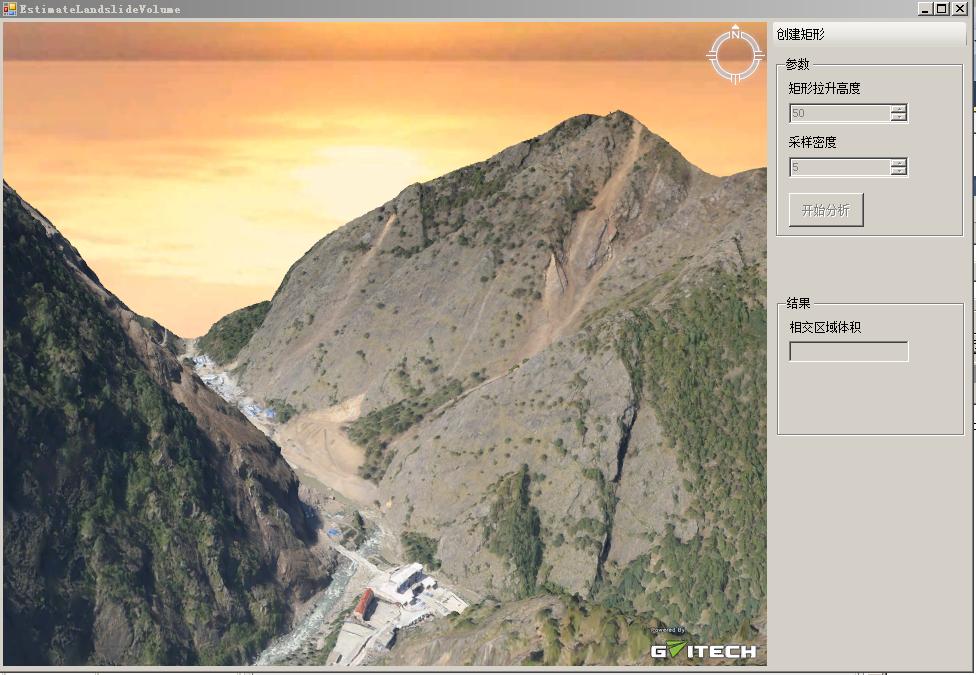 EstimateLandslideVolume
N
创建矩形
参数
矩形拉升高度
50
采样密度
5
开始分析
结果
相交区域体积
Powered By
GVITECH